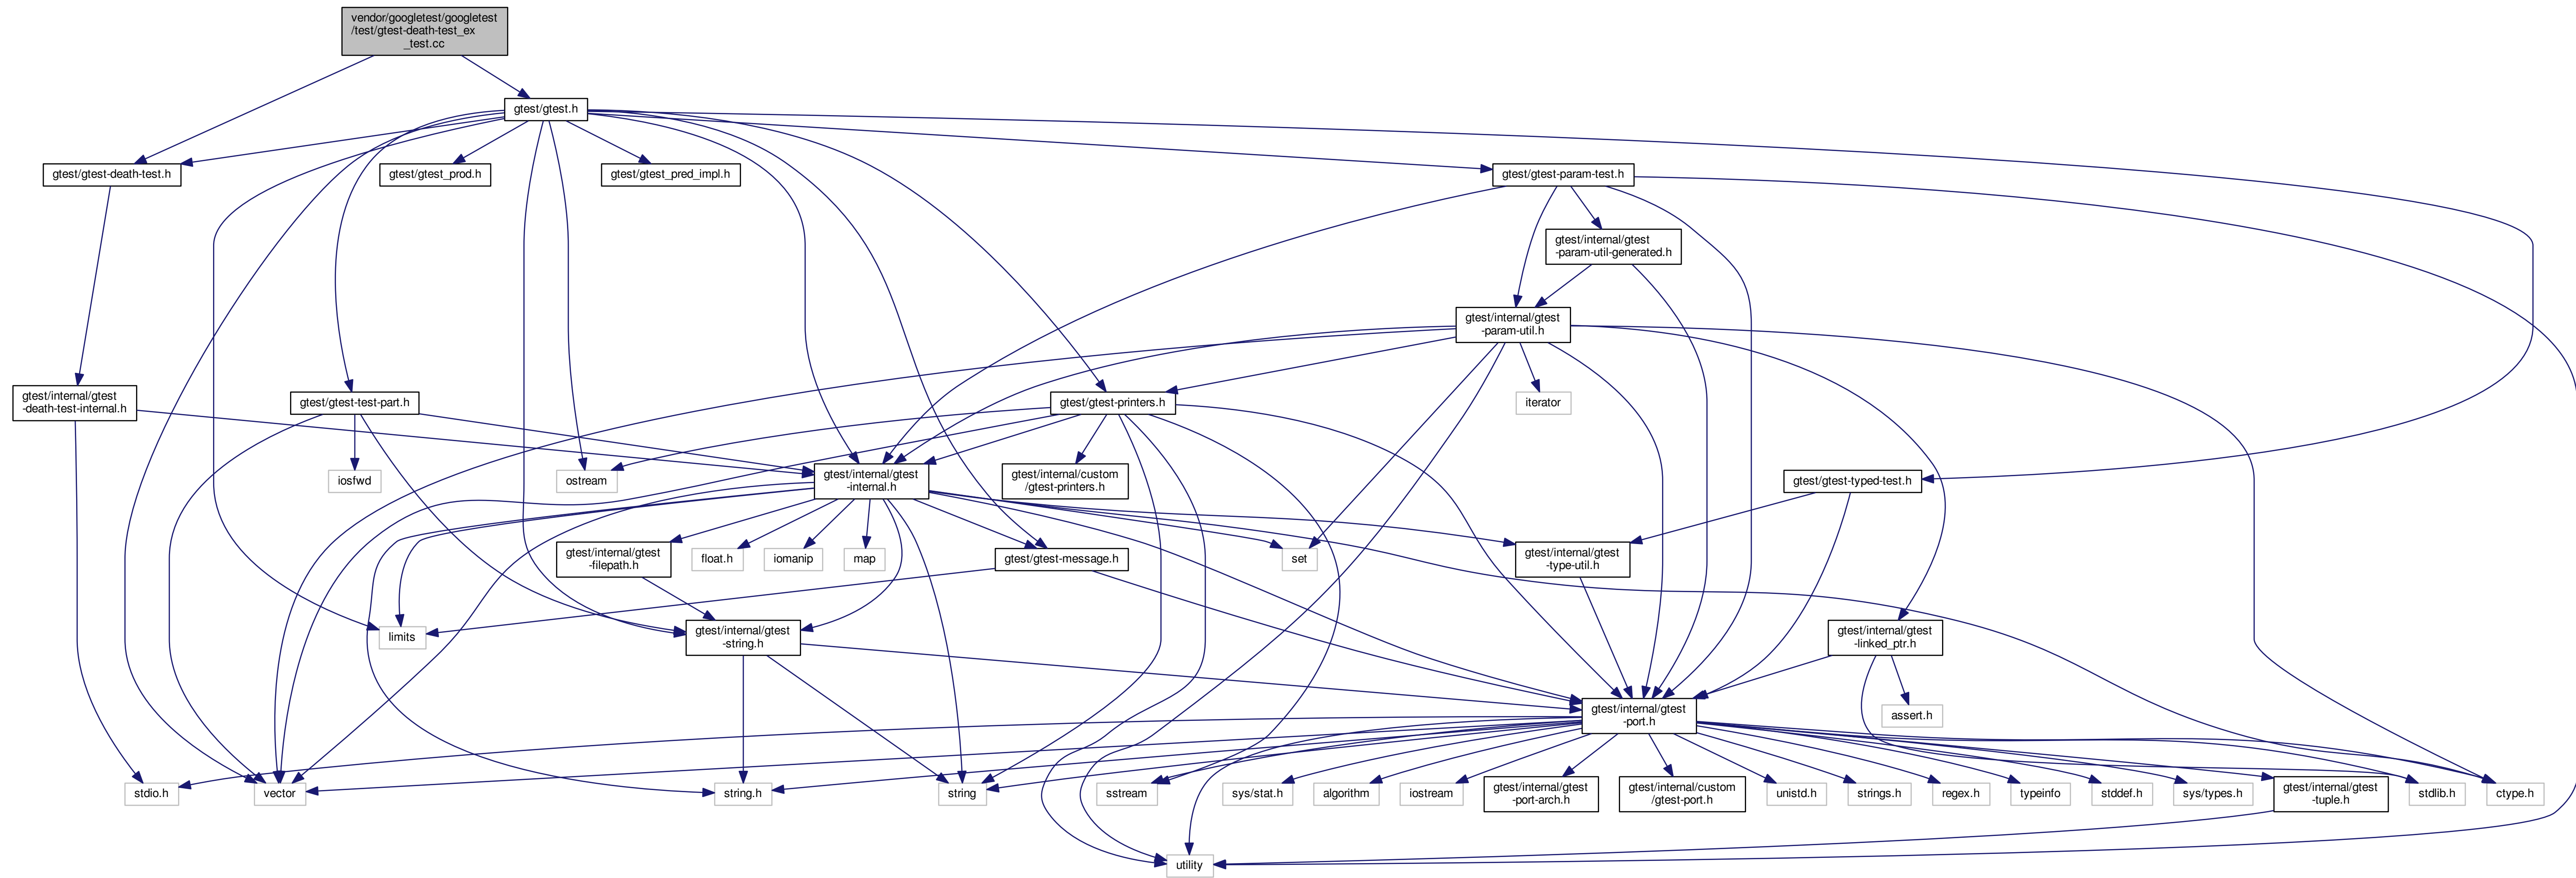 vendor/googletest/googletest
/test/gtest-death-test_ex
_test.cc
gtest/gtest.h
gtest/gtest-death-test.h
gtest/gtest_prod.h
gtest/gtest_pred_impl.h
gtest/gtest-param-test.h
gtest/internal/gtest
-param-util-generated.h
gtest/internal/gtest
-param-util.h
gtest/internal/gtest
-death-test-internal.h
gtest/gtest-test-part.h
gtest/gtest-printers.h
iterator
iosfwd
ostream
gtest/internal/gtest
-internal.h
gtest/internal/custom
/gtest-printers.h
gtest/gtest-typed-test.h
gtest/internal/gtest
-filepath.h
float.h
iomanip
map
gtest/gtest-message.h
set
gtest/internal/gtest
-type-util.h
limits
gtest/internal/gtest
-string.h
gtest/internal/gtest
-linked_ptr.h
gtest/internal/gtest
-port.h
assert.h
stdio.h
vector
string.h
string
sstream
sys/stat.h
algorithm
iostream
gtest/internal/gtest
-port-arch.h
gtest/internal/custom
/gtest-port.h
unistd.h
strings.h
regex.h
typeinfo
stddef.h
sys/types.h
gtest/internal/gtest
-tuple.h
stdlib.h
ctype.h
utility